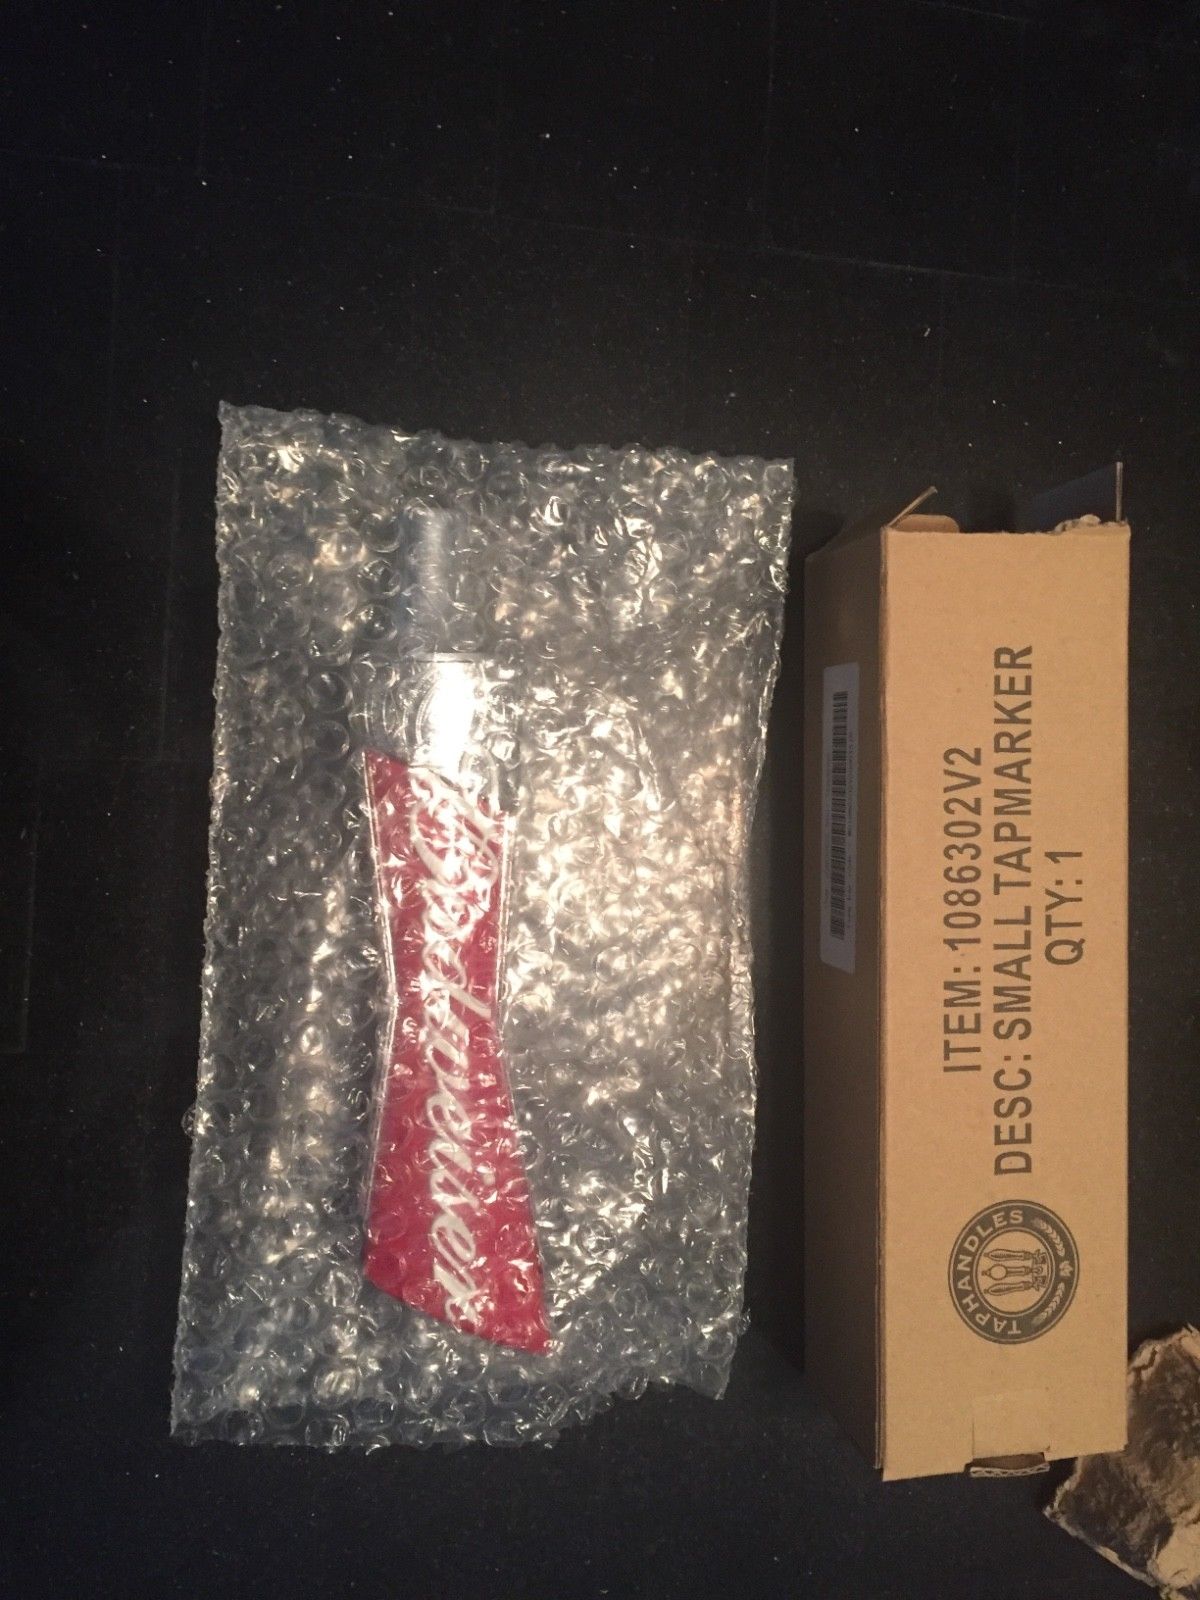 Budweiser
ITEM: 1086302V2
DESC: SMALL TAPMARKER
QTY: 1
TAPHANDLES